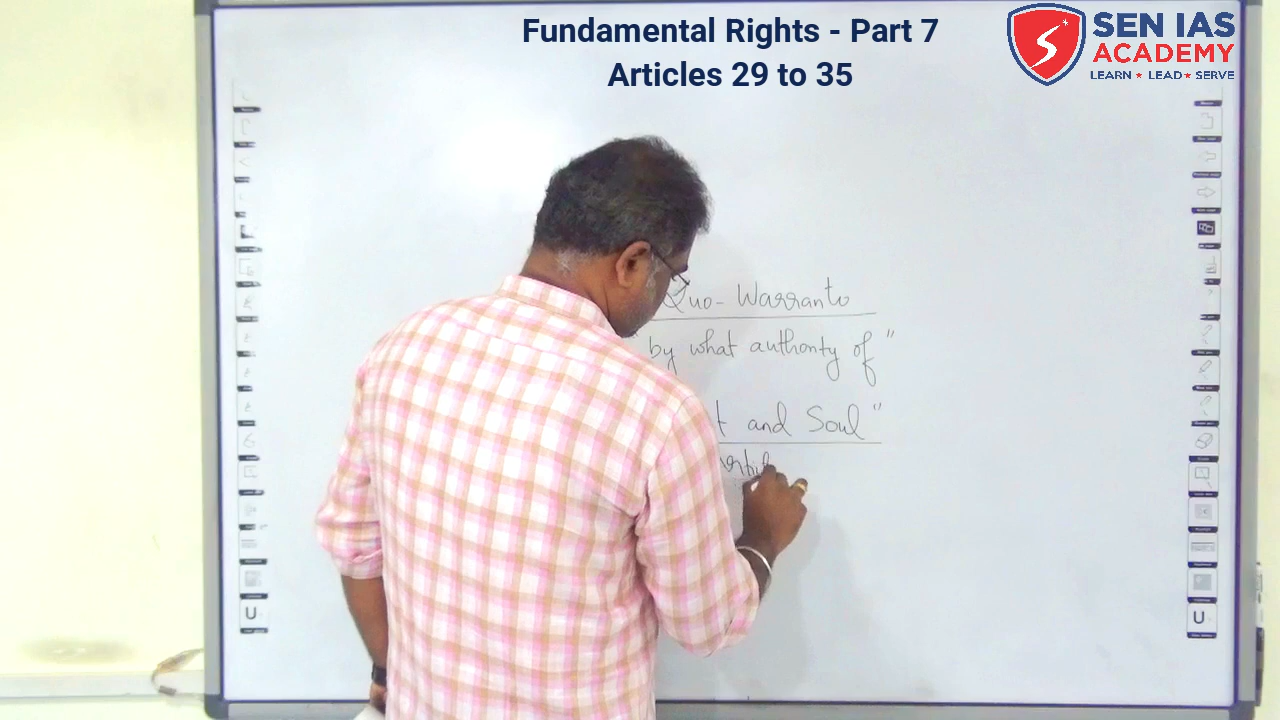 Fundamental Rights - Part 7
Articles 29 to 35
SEN IAS
ACADEMY
LEARN ★ LEAD ★ SERVE
Quo-Warranto
by what authority of"
and Soul"
U
U